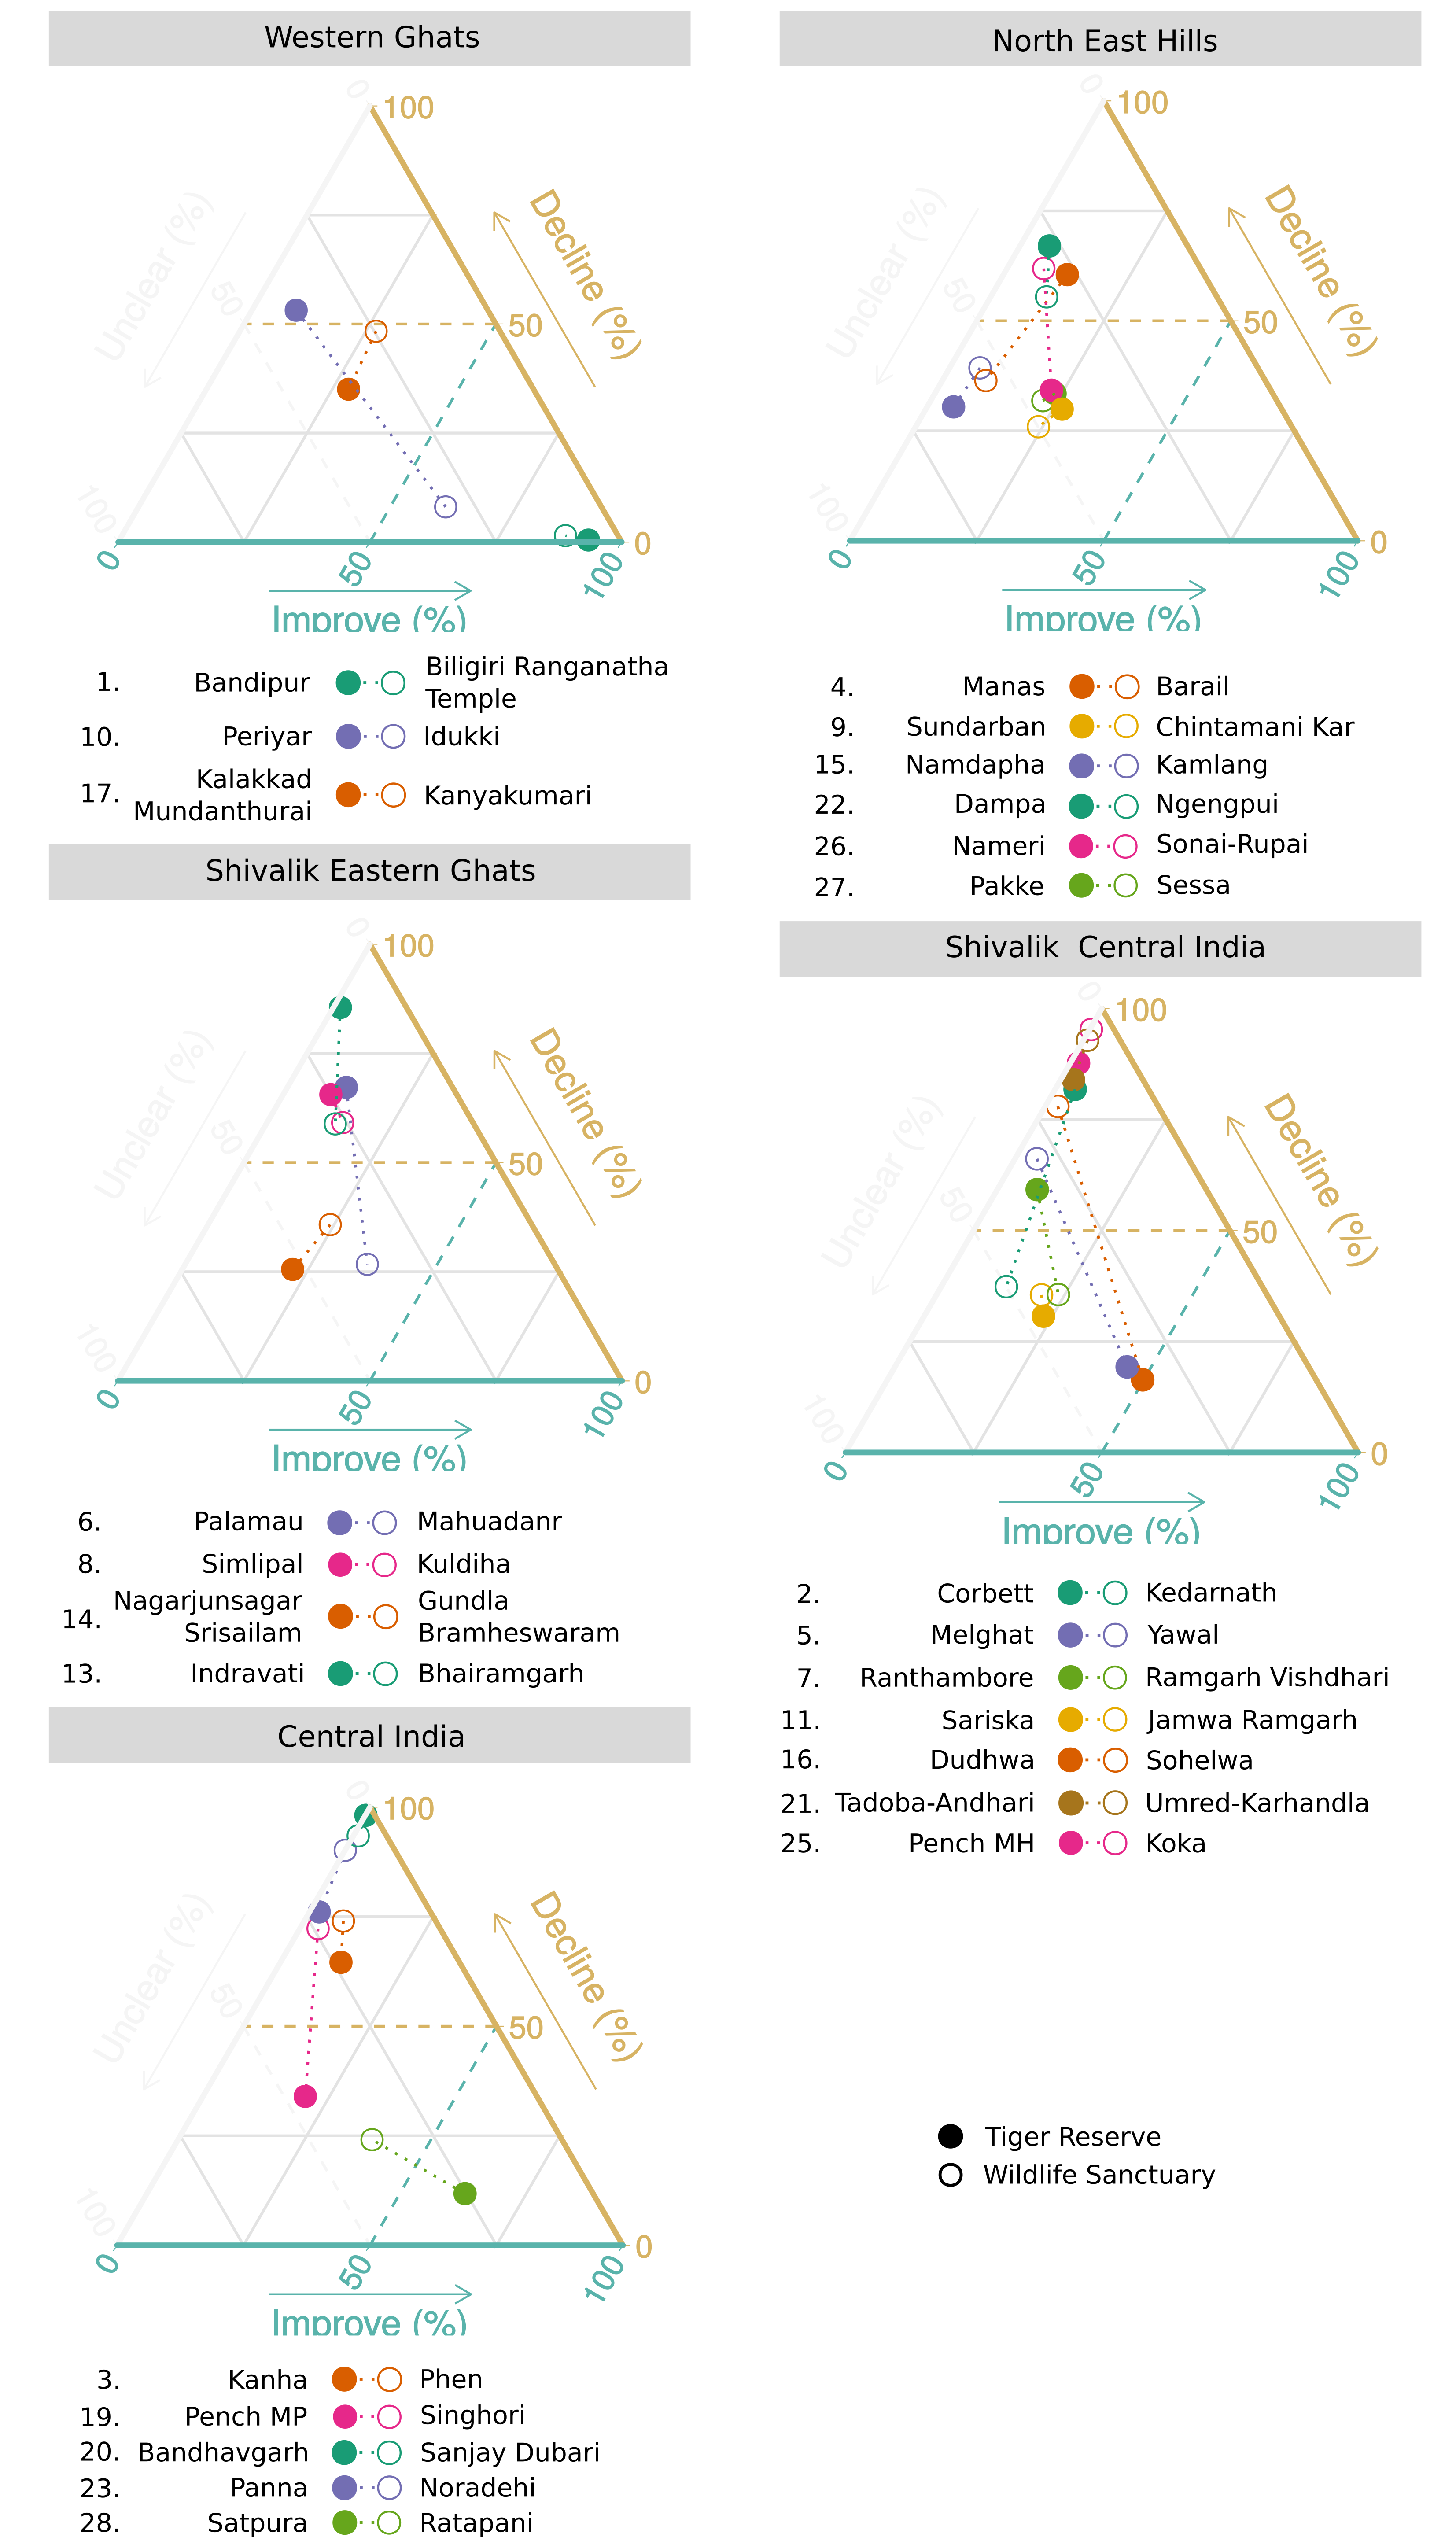 Western Ghats
0
100
Unclear (%)
Decline (%)
50
50
100
0
0
50
100
Improve (%)
1. Bandipur Biligiri Ranganatha
Temple
10. Periyar Idukki
Kalakkad
17. Mundanthurai Kanyakumari
North East Hills
0
100
Unclear (%)
Decline (%)
50
50
100
0
0
50
100
Improve (%)
4. Manas Barail
9. Sundarban Chintamani Kar
15. Namdapha Kamlang
22. Dampa Ngengpui
26. Nameri Sonai-Rupai
27. Pakke Sessa
Shivalik Eastern Ghats
0
100
Unclear (%)
Decline (%)
50
50
100
0
0
50
100
Improve (%)
6. Palamau Mahuadanr
8. Simlipal Kuldiha
Nagarjunsagar Gundla
14. Srisailam Bramheswaram
13. Indravati Bhairamgarh
Shivalik Central India
0
100
Unclear (%)
Decline (%)
50
50
100
0
0
50
100
Improve (%)
2. Corbett Kedarnath
5. Melghat Yawal
7. Ranthambore Ramgarh Vishdhari
11. Sariska Jamwa Ramgarh
16. Dudhwa Sohelwa
21. Tadoba-Andhari Umred-Karhandla
25. Pench MH Koka
Central India
0
100
Unclear (%)
Decline (%)
50
50
100
0
0
50
100
Improve (%)
3. Kanha Phen
19. Pench MP Singhori
20. Bandhavgarh Sanjay Dubari
23. Panna Noradehi
28. Satpura Ratapani
Tiger Reserve
Wildlife Sanctuary